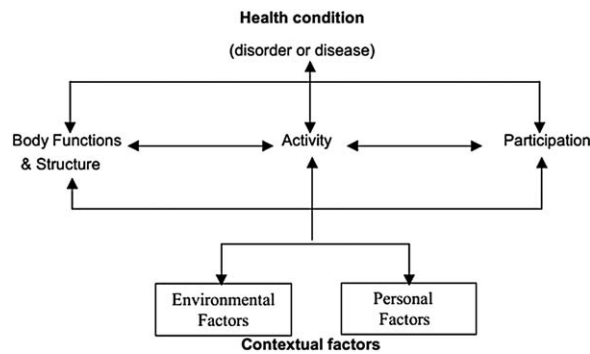 Health condition
(disorder or disease)
Body Functions
& Structure
Activity
Participation
Environmental
Factors
Personal
Factors
Contextual factors